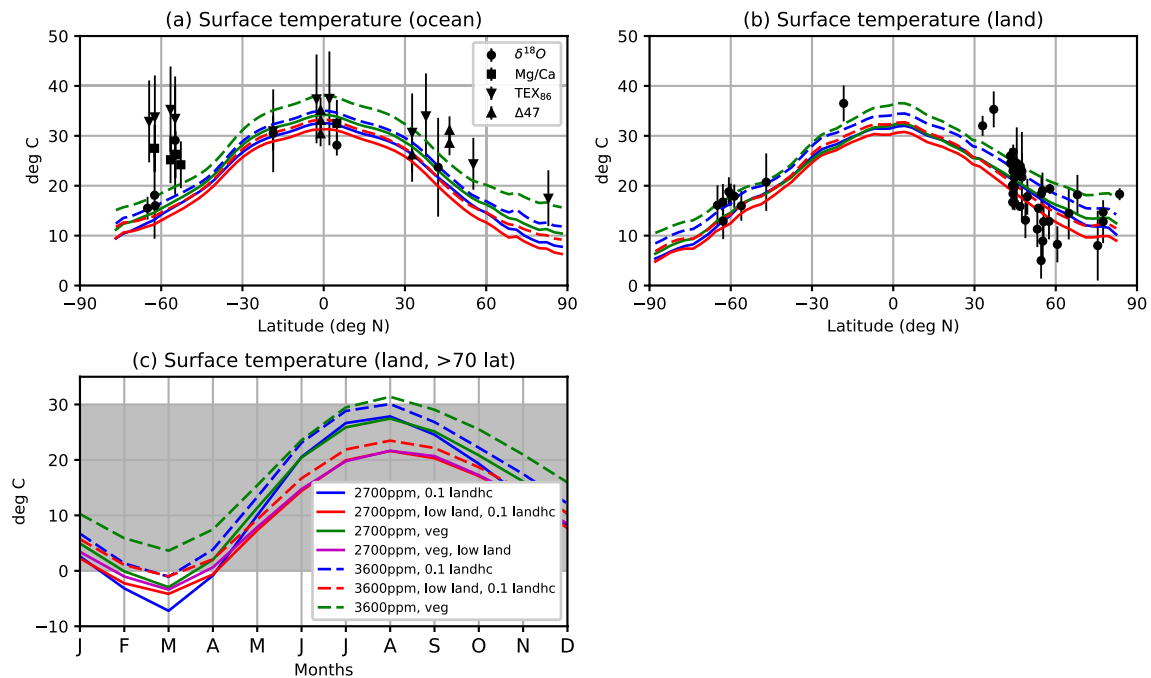 (a) Surface temperature (ocean)
50
40
30
20
10
0
deg C
−90
−60
−30
0
30
60
90
Latitude (deg N)
δ¹⁸O
Mg/Ca
TEX₈₆
Δ47
(b) Surface temperature (land)
50
40
30
20
10
0
deg C
−90
−60
−30
0
30
60
90
Latitude (deg N)
(c) Surface temperature (land, >70 lat)
30
20
10
0
−10
deg C
J F M A M J J A S O N D
Months
2700ppm, 0.1 landhc
2700ppm, low land, 0.1 landhc
2700ppm, veg
2700ppm, veg, low land
3600ppm, 0.1 landhc
3600ppm, low land, 0.1 landhc
3600ppm, veg